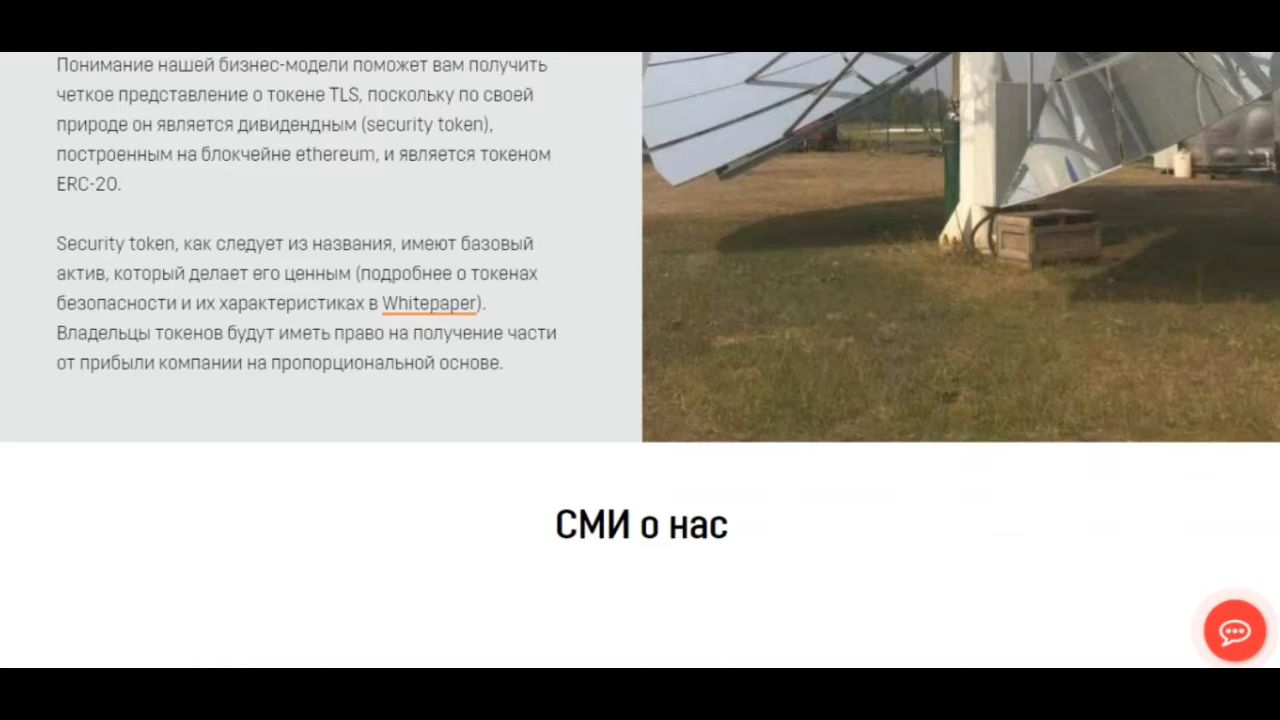 Понимание нашей бизнес-модели поможет вам получить
четкое представление о токене TLS, поскольку по своей
природе он является дивидендным (security token),
построенным на блокчейне ethereum, и является токеном
ERC-20.
Security token, как следует из названия, имеют базовый
актив, который делает его ценным (подробнее о токенах
безопасности и их характеристиках в Whitepaper).
Владельцы токенов будут иметь право на получение части
от прибыли компании на пропорциональной основе.
СМИ о нас